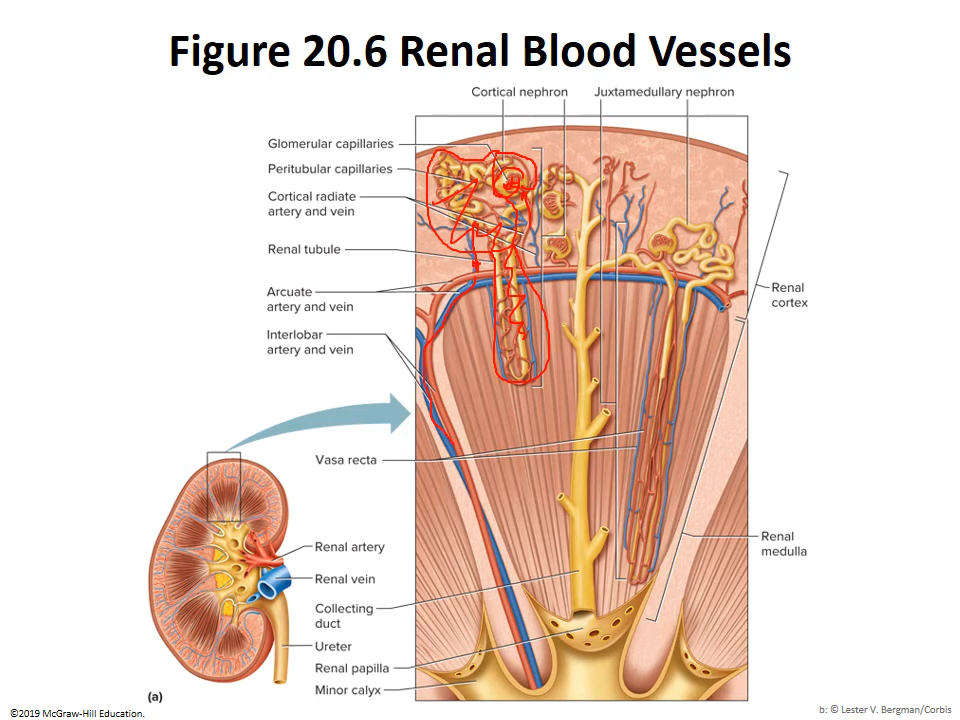 Figure 20.6 Renal Blood Vessels
Cortical nephron
Juxtamedullary nephron
Glomerular capillaries
Peritubular capillaries
Cortical radiate
artery and vein
Renal tubule
Arcuate
artery and vein
Interlobar
artery and vein
Renal
cortex
Vasa recta
Renal
medulla
Renal artery
Renal vein
Collecting
duct
Ureter
Renal papilla
Minor calyx
(a)
©2019 McGraw-Hill Education.
b: © Lester V. Bergman/Corbis